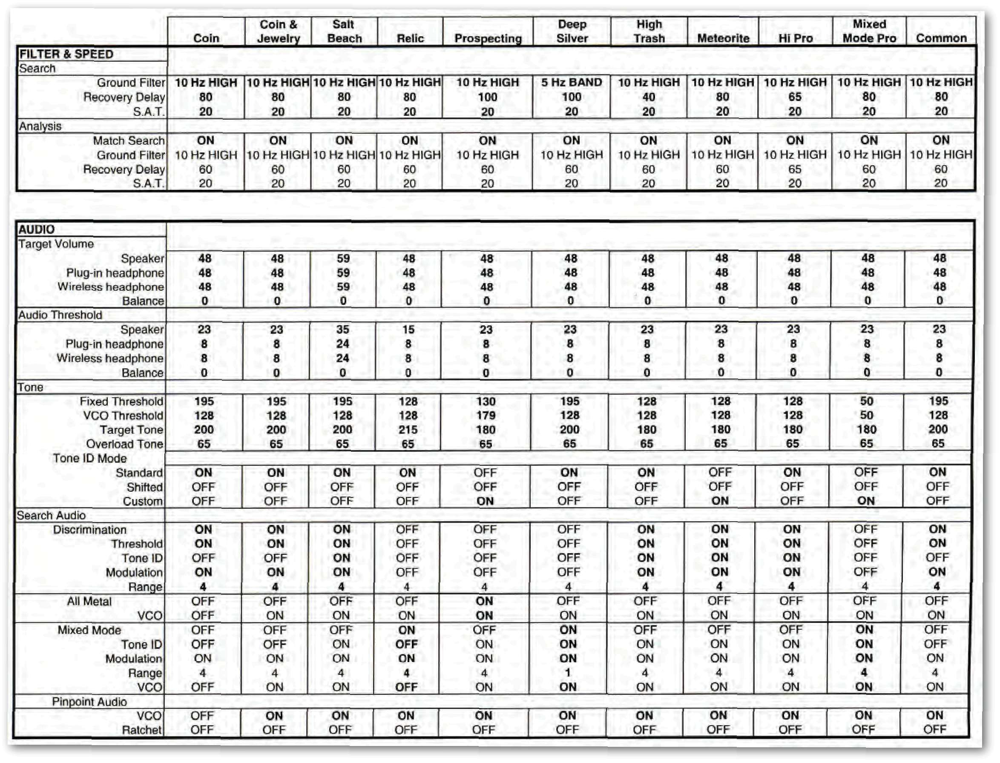 Coin & Salt Deep High Mixed
Coin Jewelry Beach Relic Prospecting Silver Trash Meteorite Hi Pro Mode Pro Common
FILTER & SPEED
Search
Ground Filter 10 Hz HIGH 10 Hz HIGH 10 Hz HIGH 10 Hz HIGH 10 Hz HIGH 5 Hz BAND 10 Hz HIGH 10 Hz HIGH 10 Hz HIGH 10 Hz HIGH 10 Hz HIGH
Recovery Delay 80 80 80 80 100 100 40 80 65 80 80
S.A.T. 20 20 20 20 20 20 20 20 20 20 20
Analysis
Match Search ON ON ON ON ON ON ON ON ON ON ON
Ground Filter 10 Hz HIGH 10 Hz HIGH 10 Hz HIGH 10 Hz HIGH 10 Hz HIGH 10 Hz HIGH 10 Hz HIGH 10 Hz HIGH 10 Hz HIGH 10 Hz HIGH 10 Hz HIGH
Recovery Delay 60 60 60 60 60 60 60 60 65 60 60
S.A.T. 20 20 20 20 20 20 20 20 20 20 20
AUDIO
Target Volume
Speaker 48 48 59 48 48 48 48 48 48 48 48
Plug-in headphone 48 48 59 48 48 48 48 48 48 48 48
Wireless headphone 48 48 59 48 48 48 48 48 48 48 48
Balance 0 0 0 0 0 0 0 0 0 0 0
Audio Threshold
Speaker 23 23 35 15 23 23 23 23 23 23 23
Plug-in headphone 8 8 24 8 8 8 8 8 8 8 8
Wireless headphone 8 8 24 8 8 8 8 8 8 8 8
Balance 0 0 0 0 0 0 0 0 0 0 0
Tone
Fixed Threshold 195 195 195 128 130 195 128 128 128 50 195
VCO Threshold 128 128 128 128 179 128 128 128 128 50 128
Target Tone 200 200 200 215 180 200 180 180 180 180 200
Overload Tone 65 65 65 65 65 65 65 65 65 65 65
Tone ID Mode
Standard ON ON ON ON OFF ON ON OFF ON OFF ON
Shifted OFF OFF OFF OFF OFF OFF OFF OFF OFF OFF OFF
Custom OFF OFF OFF OFF ON OFF OFF ON OFF ON OFF
Search Audio
Discrimination ON ON ON OFF OFF OFF ON ON ON OFF ON
Threshold ON ON ON OFF OFF OFF ON ON ON OFF ON
Tone ID OFF OFF ON OFF OFF OFF ON ON ON OFF OFF
Modulation ON ON ON OFF OFF OFF ON ON ON OFF ON
Range 4 4 4 4 4 4 4 4 4 4 4
All Metal OFF OFF OFF OFF ON OFF OFF OFF OFF OFF OFF
VCO OFF ON ON ON ON ON ON ON ON ON ON
Mixed Mode OFF OFF OFF ON OFF ON OFF OFF OFF ON OFF
Tone ID OFF OFF ON OFF ON ON ON ON ON ON OFF
Modulation ON ON ON ON ON ON ON ON ON ON ON
Range 4 4 4 4 4 1 4 4 4 4 4
VCO OFF ON ON OFF ON ON ON ON ON ON ON
Pinpoint Audio
VCO OFF ON ON ON ON ON ON ON ON ON ON
Ratchet OFF OFF OFF OFF OFF OFF OFF OFF OFF OFF OFF